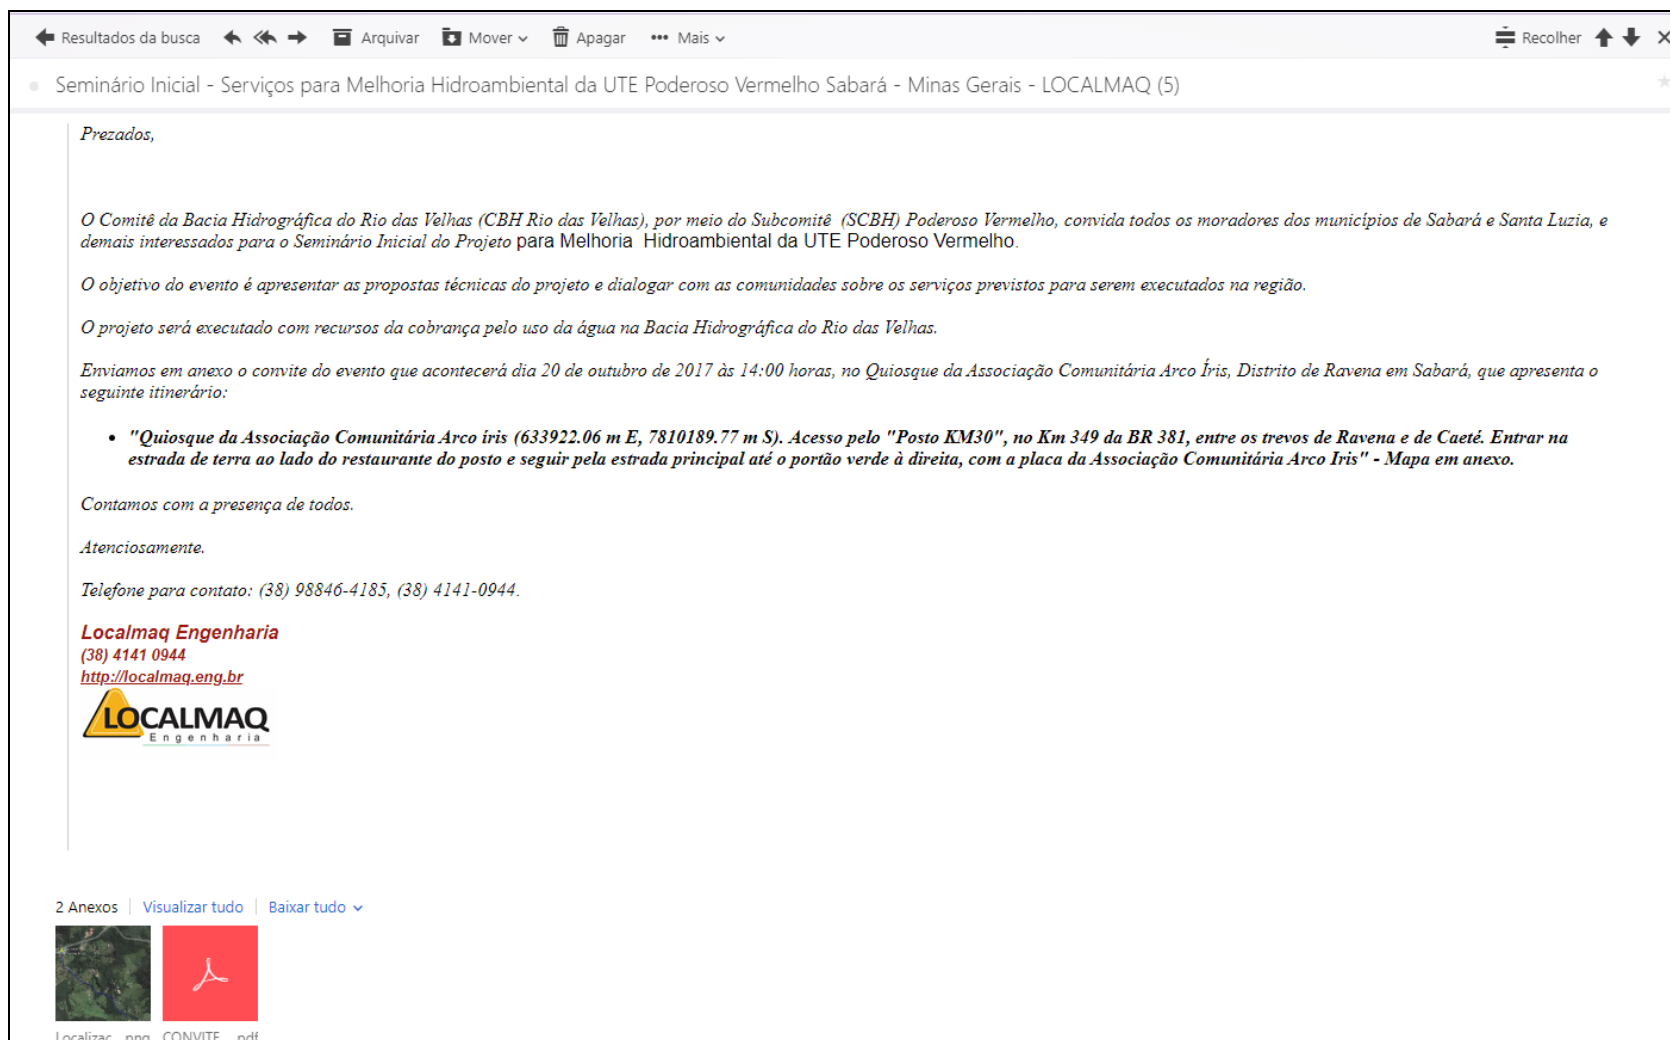 Resultados da busca Arquivar Mover Apagar Mais Recolher
Seminário Inicial - Serviços para Melhoria Hidroambiental da UTE Poderoso Vermelho Sabará - Minas Gerais - LOCALMAQ (5)
Prezados,
O Comitê da Bacia Hidrográfica do Rio das Velhas (CBH Rio das Velhas), por meio do Subcomitê (SCBH) Poderoso Vermelho, convida todos os moradores dos municípios de Sabará e Santa Luzia, e
demais interessados para o Seminário Inicial do Projeto para Melhoria Hidroambiental da UTE Poderoso Vermelho.
O objetivo do evento é apresentar as propostas técnicas do projeto e dialogar com as comunidades sobre os serviços previstos para serem executados na região.
O projeto será executado com recursos da cobrança pelo uso da água na Bacia Hidrográfica do Rio das Velhas.
Enviamos em anexo o convite do evento que acontecerá dia 20 de outubro de 2017 às 14:00 horas, no Quiosque da Associação Comunitária Arco Íris, Distrito de Ravena em Sabará, que apresenta o
seguinte itinerário:
• "Quiosque da Associação Comunitária Arco íris (633922.06 m E, 7810189.77 m S). Acesso pelo "Posto KM30", no Km 349 da BR 381, entre os trevos de Ravena e de Caeté. Entrar na
estrada de terra ao lado do restaurante do posto e seguir pela estrada principal até o portão verde à direita, com a placa da Associação Comunitária Arco Iris" - Mapa em anexo.
Contamos com a presença de todos.
Atenciosamente.
Telefone para contato: (38) 98846-4185, (38) 4141-0944.
Localmaq Engenharia
(38) 4141 0944
http://localmaq.eng.br
LOCALMAQ
Engenharia
2 Anexos Visualizar tudo Baixar tudo
Localizac...png CONVITE ...pdf